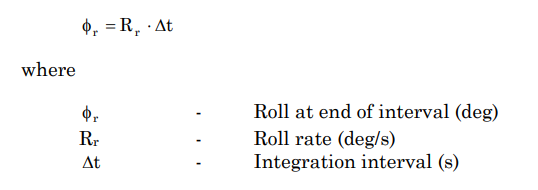 ϕr = Rr · Δt
where
ϕr - Roll at end of interval (deg)
Rr - Roll rate (deg/s)
Δt - Integration interval (s)